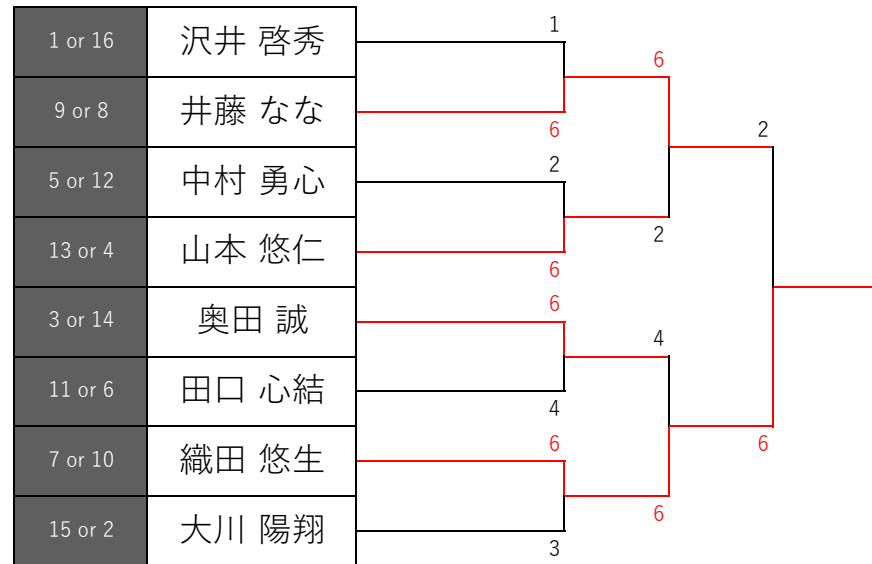 1 or 16 沢井 啓秀 1
6
9 or 8 井藤 なな 6
2
5 or 12 中村 勇心 2
13 or 4 山本 悠仁 6
2
3 or 14 奥田 誠 6
4
11 or 6 田口 心結 4
7 or 10 織田 悠生 6
6
6
15 or 2 大川 陽翔 3